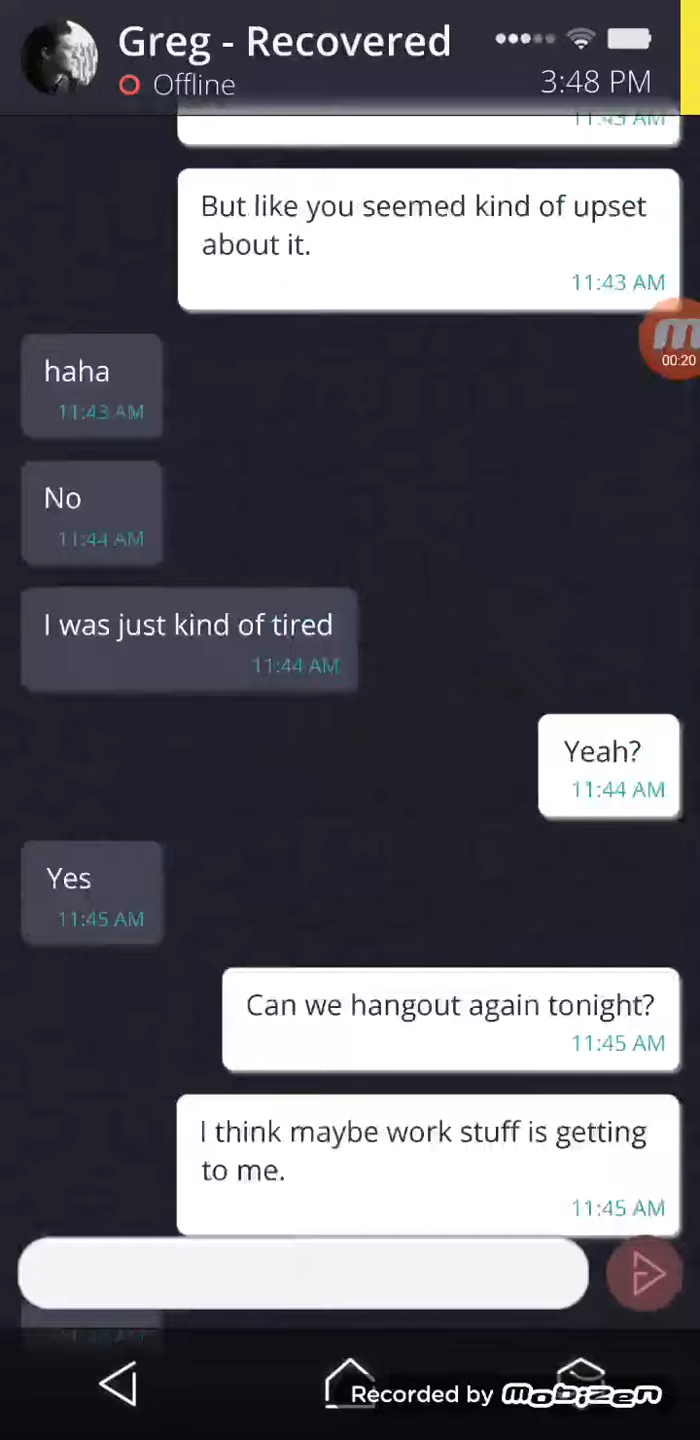 Greg - Recovered
Offline
3:48 PM
11:43 AM
But like you seemed kind of upset
about it.
11:43 AM
00:20
haha
11:43 AM
No
11:44 AM
I was just kind of tired
11:44 AM
Yeah?
11:44 AM
Yes
11:45 AM
Can we hangout again tonight?
11:45 AM
I think maybe work stuff is getting
to me.
11:45 AM
Recorded by mobizen